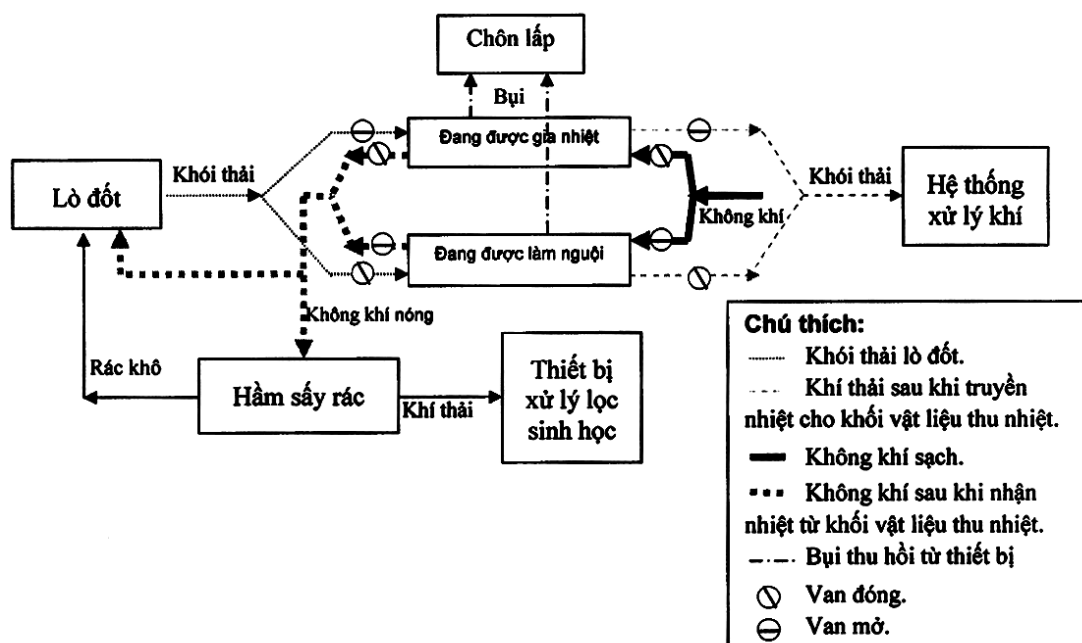 Chôn lấp
Bụi
Đang được gia nhiệt
Lò đốt
Khói thải
Không khí
Khói thải
Hệ thống
xử lý khí
Đang được làm nguội
Không khí nóng
Rác khô
Hầm sấy rác
Khí thải
Thiết bị
xử lý lọc
sinh học
Chú thích:
Khói thải lò đốt.
Khí thải sau khi truyền
nhiệt cho khối vật liệu thu nhiệt.
Không khí sạch.
Không khí sau khi nhận
nhiệt từ khối vật liệu thu nhiệt.
Bụi thu hồi từ thiết bị
Van đóng.
Van mở.